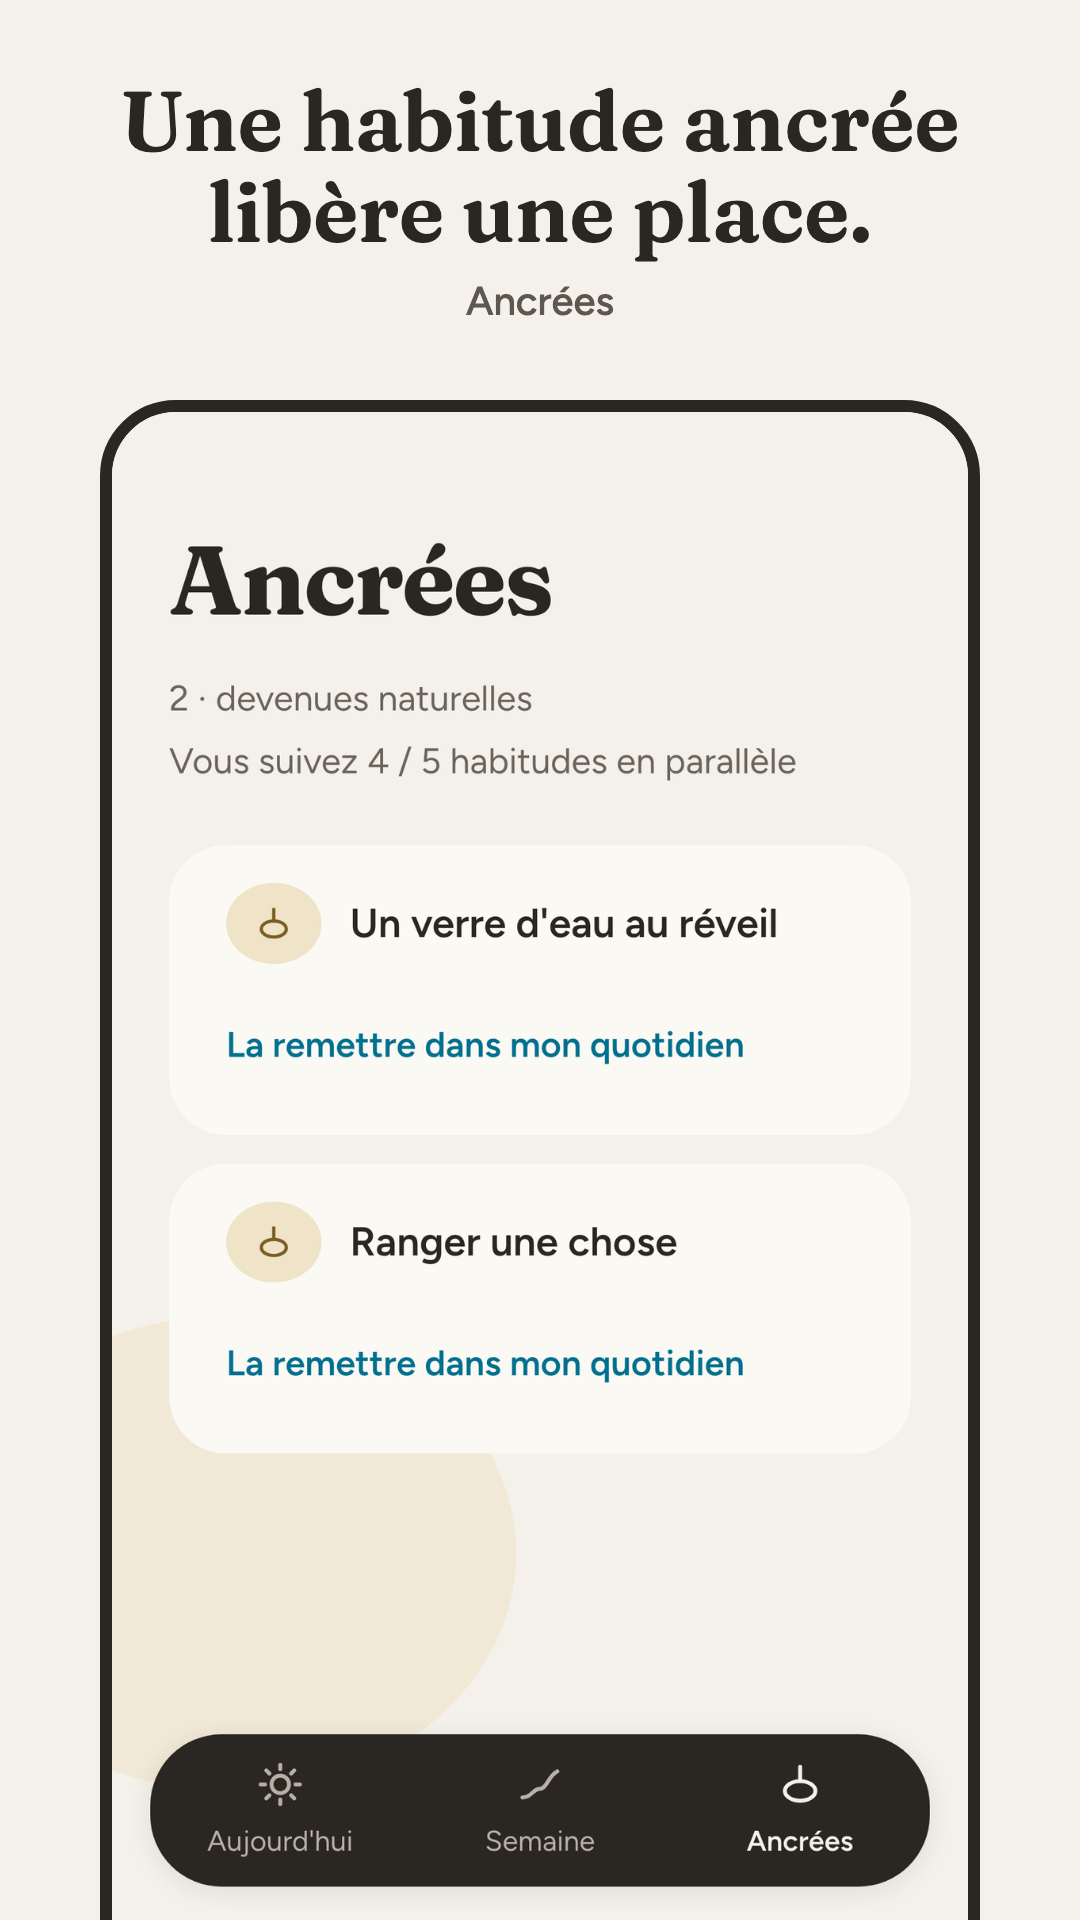 Une habitude ancrée
libère une place.
Ancrées
Ancrées
2 · devenues naturelles
Vous suivez 4 / 5 habitudes en parallèle
Un verre d'eau au réveil
La remettre dans mon quotidien
Ranger une chose
La remettre dans mon quotidien
Aujourd'hui
Semaine
Ancrées